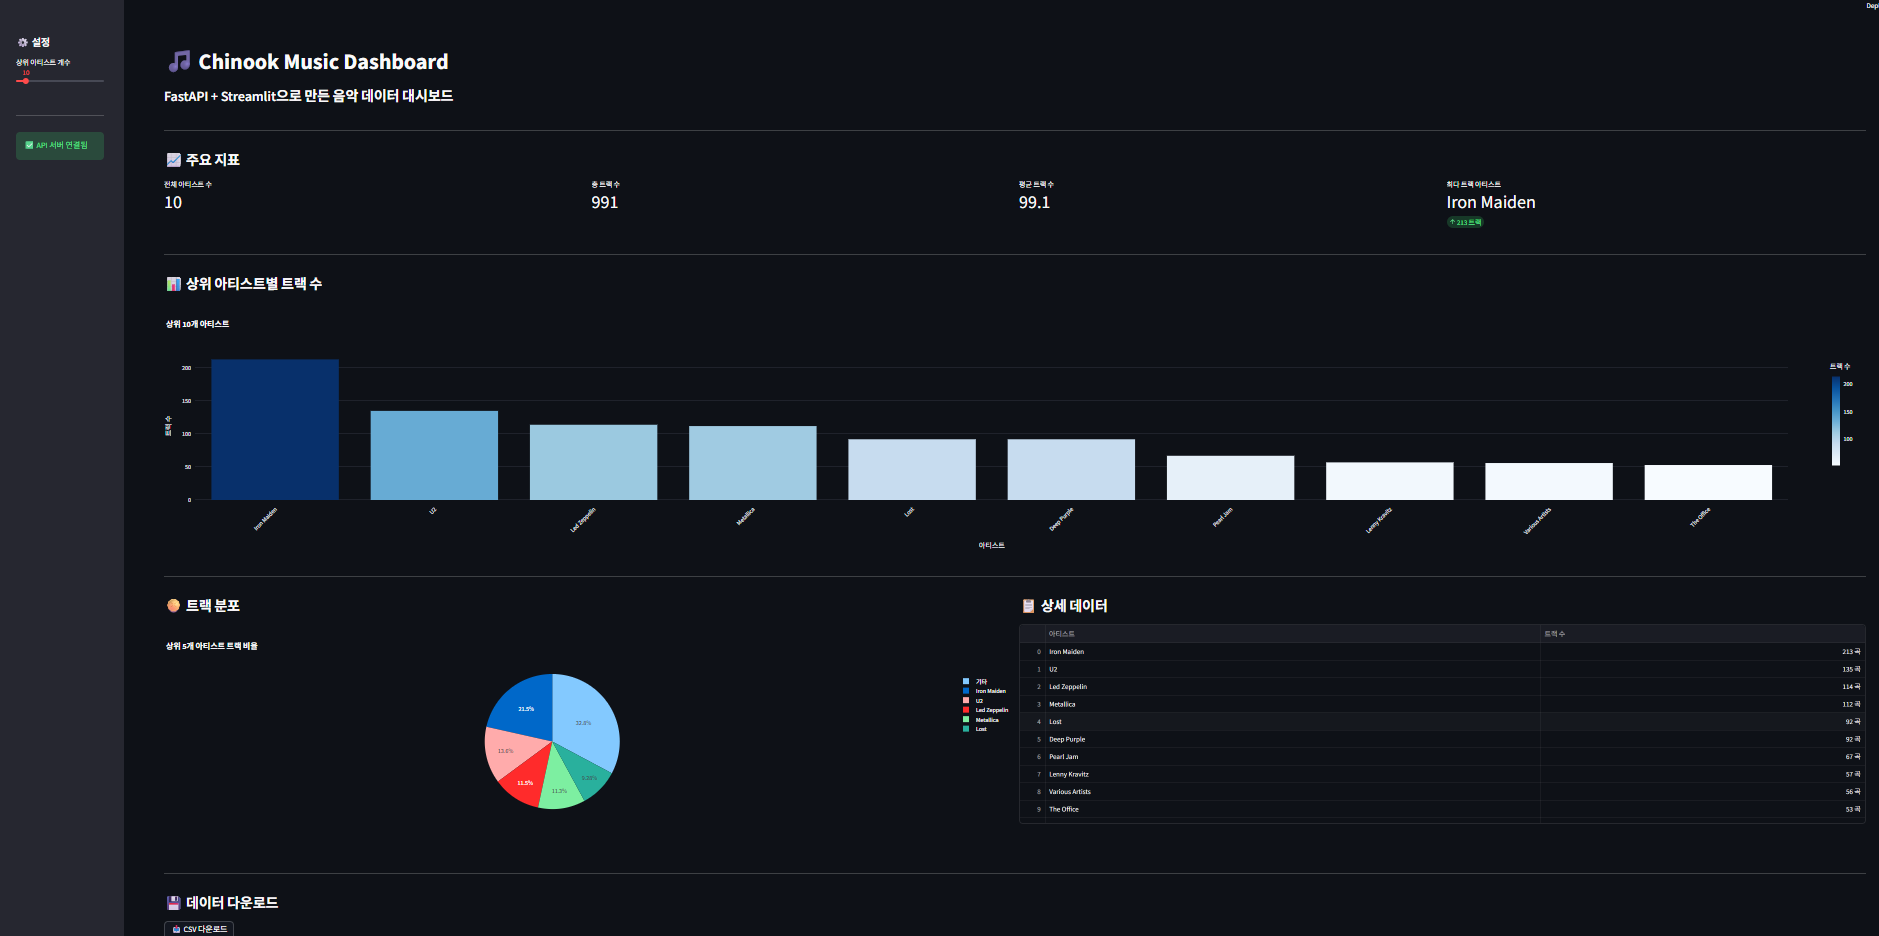 Dep
설정
상위 아티스트 개수
10
API 서버 연결됨
Chinook Music Dashboard
FastAPI + Streamlit으로 만든 음악 데이터 대시보드
주요 지표
전체 아티스트 수
10
총 트랙 수
991
평균 트랙 수
99.1
최다 트랙 아티스트
Iron Maiden
↑ 213 트랙
상위 아티스트별 트랙 수
상위 10개 아티스트
트랙 수
200
150
100
50
0
Iron Maiden
U2
Led Zeppelin
Metallica
Lost
Deep Purple
Pearl Jam
Lenny Kravitz
Various Artists
The Office
아티스트
트랙 수
200
150
100
트랙 분포
상위 5개 아티스트 트랙 비율
21.5%
32.8%
13.6%
11.5%
11.3%
9.28%
기타
Iron Maiden
U2
Led Zeppelin
Metallica
Lost
상세 데이터
아티스트 트랙 수
0 Iron Maiden 213 곡
1 U2 135 곡
2 Led Zeppelin 114 곡
3 Metallica 112 곡
4 Lost 92 곡
5 Deep Purple 92 곡
6 Pearl Jam 67 곡
7 Lenny Kravitz 57 곡
8 Various Artists 56 곡
9 The Office 53 곡
데이터 다운로드
CSV 다운로드